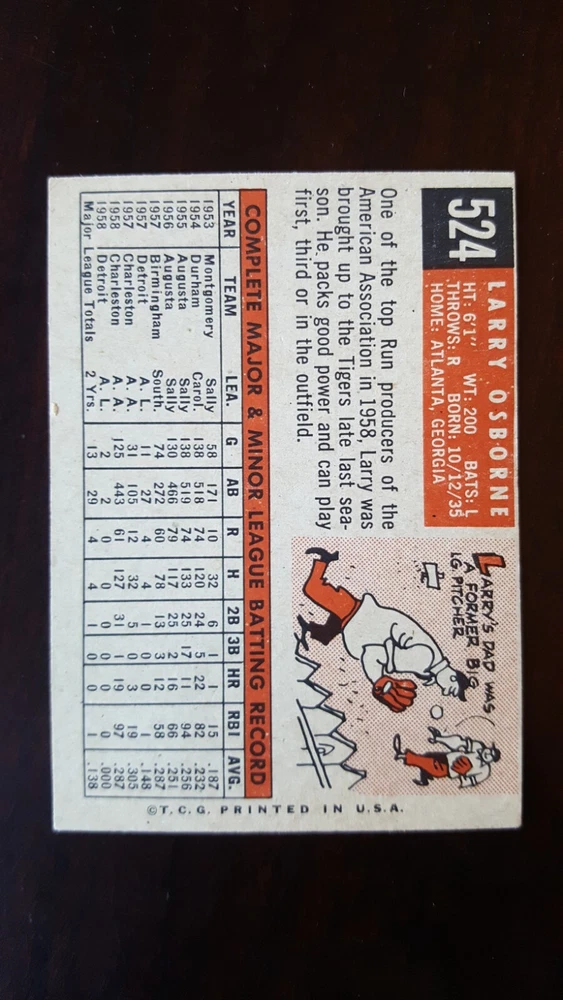 524
LARRY OSBORNE
HT: 6'1" WT: 200 BATS: L
THROWS: R BORN: 10/12/35
HOME: ATLANTA, GEORGIA
One of the top Run producers of the
American Association in 1958, Larry was
brought up to the Tigers late last sea-
son. He packs good power and can play
first, third or in the outfield.
LARRY'S DAD WAS
A FORMER BIG
LG PITCHER
COMPLETE MAJOR & MINOR LEAGUE BATTING RECORD
YEAR TEAM LEA. G AB R H 2B 3B HR RBI AVG.
1953 Montgomery Sally 58 171 10 32 6 1 1 15 .187
1954 Durham Carol. 138 518 74 120 24 5 22 82 .232
1955 Augusta Sally 138 519 74 133 25 17 11 94 .256
1956 Augusta Sally 130 466 79 117 25 2 16 66 .251
1957 Birmingham South. 74 272 60 78 13 3 12 58 .287
1957 Detroit A. L. 11 27 4 4 1 0 0 1 .148
1957 Charleston A. A. 31 105 12 32 5 0 3 19 .305
1958 Charleston A. A. 125 443 61 127 31 1 19 97 .287
1958 Detroit A. L. 2 2 0 0 0 0 0 0 .000
Major League Totals 2 Yrs. 13 29 4 4 1 0 0 1 .138
©T.C.G. PRINTED IN U.S.A.